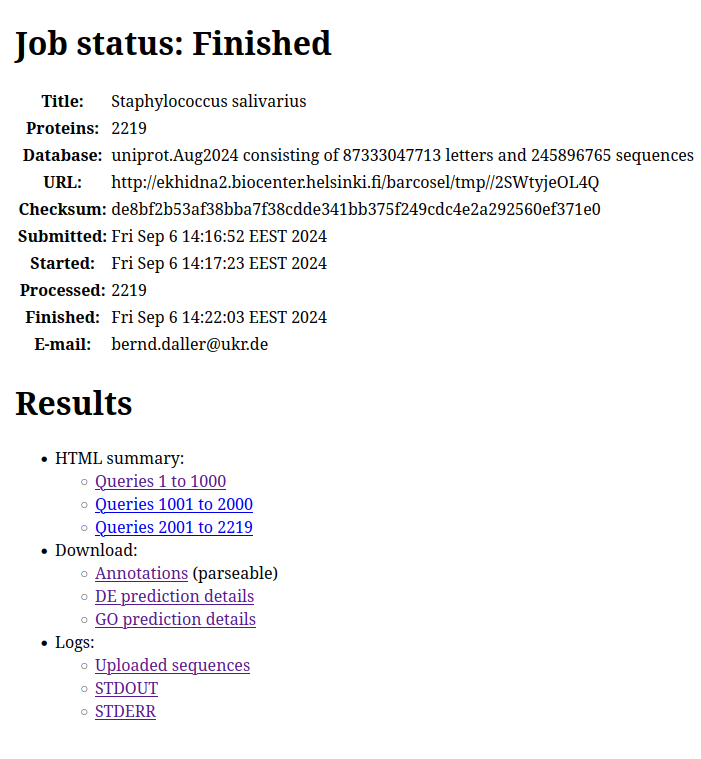 Job status: Finished
Title: Staphylococcus salivarius
Proteins: 2219
Database: uniprot.Aug2024 consisting of 87333047713 letters and 245896765 sequences
URL: http://ekhidna2.biocenter.helsinki.fi/barcosel/tmp//2SWtyjeOL4Q
Checksum: de8bf2b53af38bba7f38cdde341bb375f249cdc4e2a292560ef371e0
Submitted: Fri Sep 6 14:16:52 EEST 2024
Started: Fri Sep 6 14:17:23 EEST 2024
Processed: 2219
Finished: Fri Sep 6 14:22:03 EEST 2024
E-mail: bernd.daller@ukr.de
Results
HTML summary:
Queries 1 to 1000
Queries 1001 to 2000
Queries 2001 to 2219
Download:
Annotations (parseable)
DE prediction details
GO prediction details
Logs:
Uploaded sequences
STDOUT
STDERR